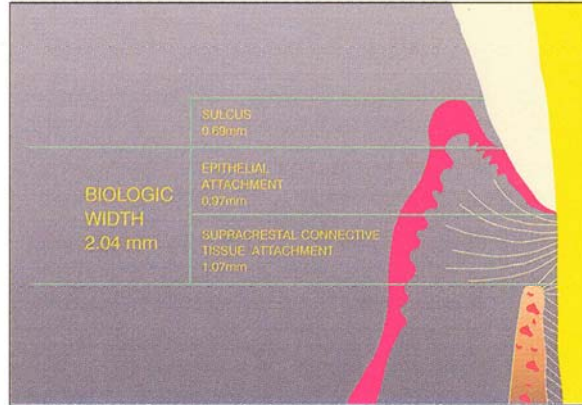 SULCUS
0.69mm
EPITHELIAL
ATTACHMENT
0.97mm
BIOLOGIC
WIDTH
2.04 mm
SUPRACRESTAL CONNECTIVE
TISSUE ATTACHMENT
1.07mm